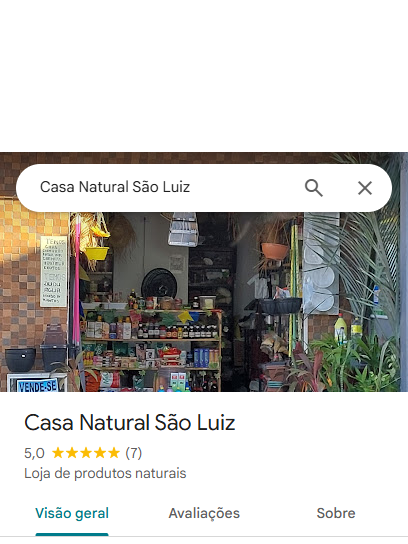 Casa Natural São Luiz
TEMOS
VENDE-SE
Casa Natural São Luiz
5,0 ★★★★★ (7)
Loja de produtos naturais
Visão geral
Avaliações
Sobre